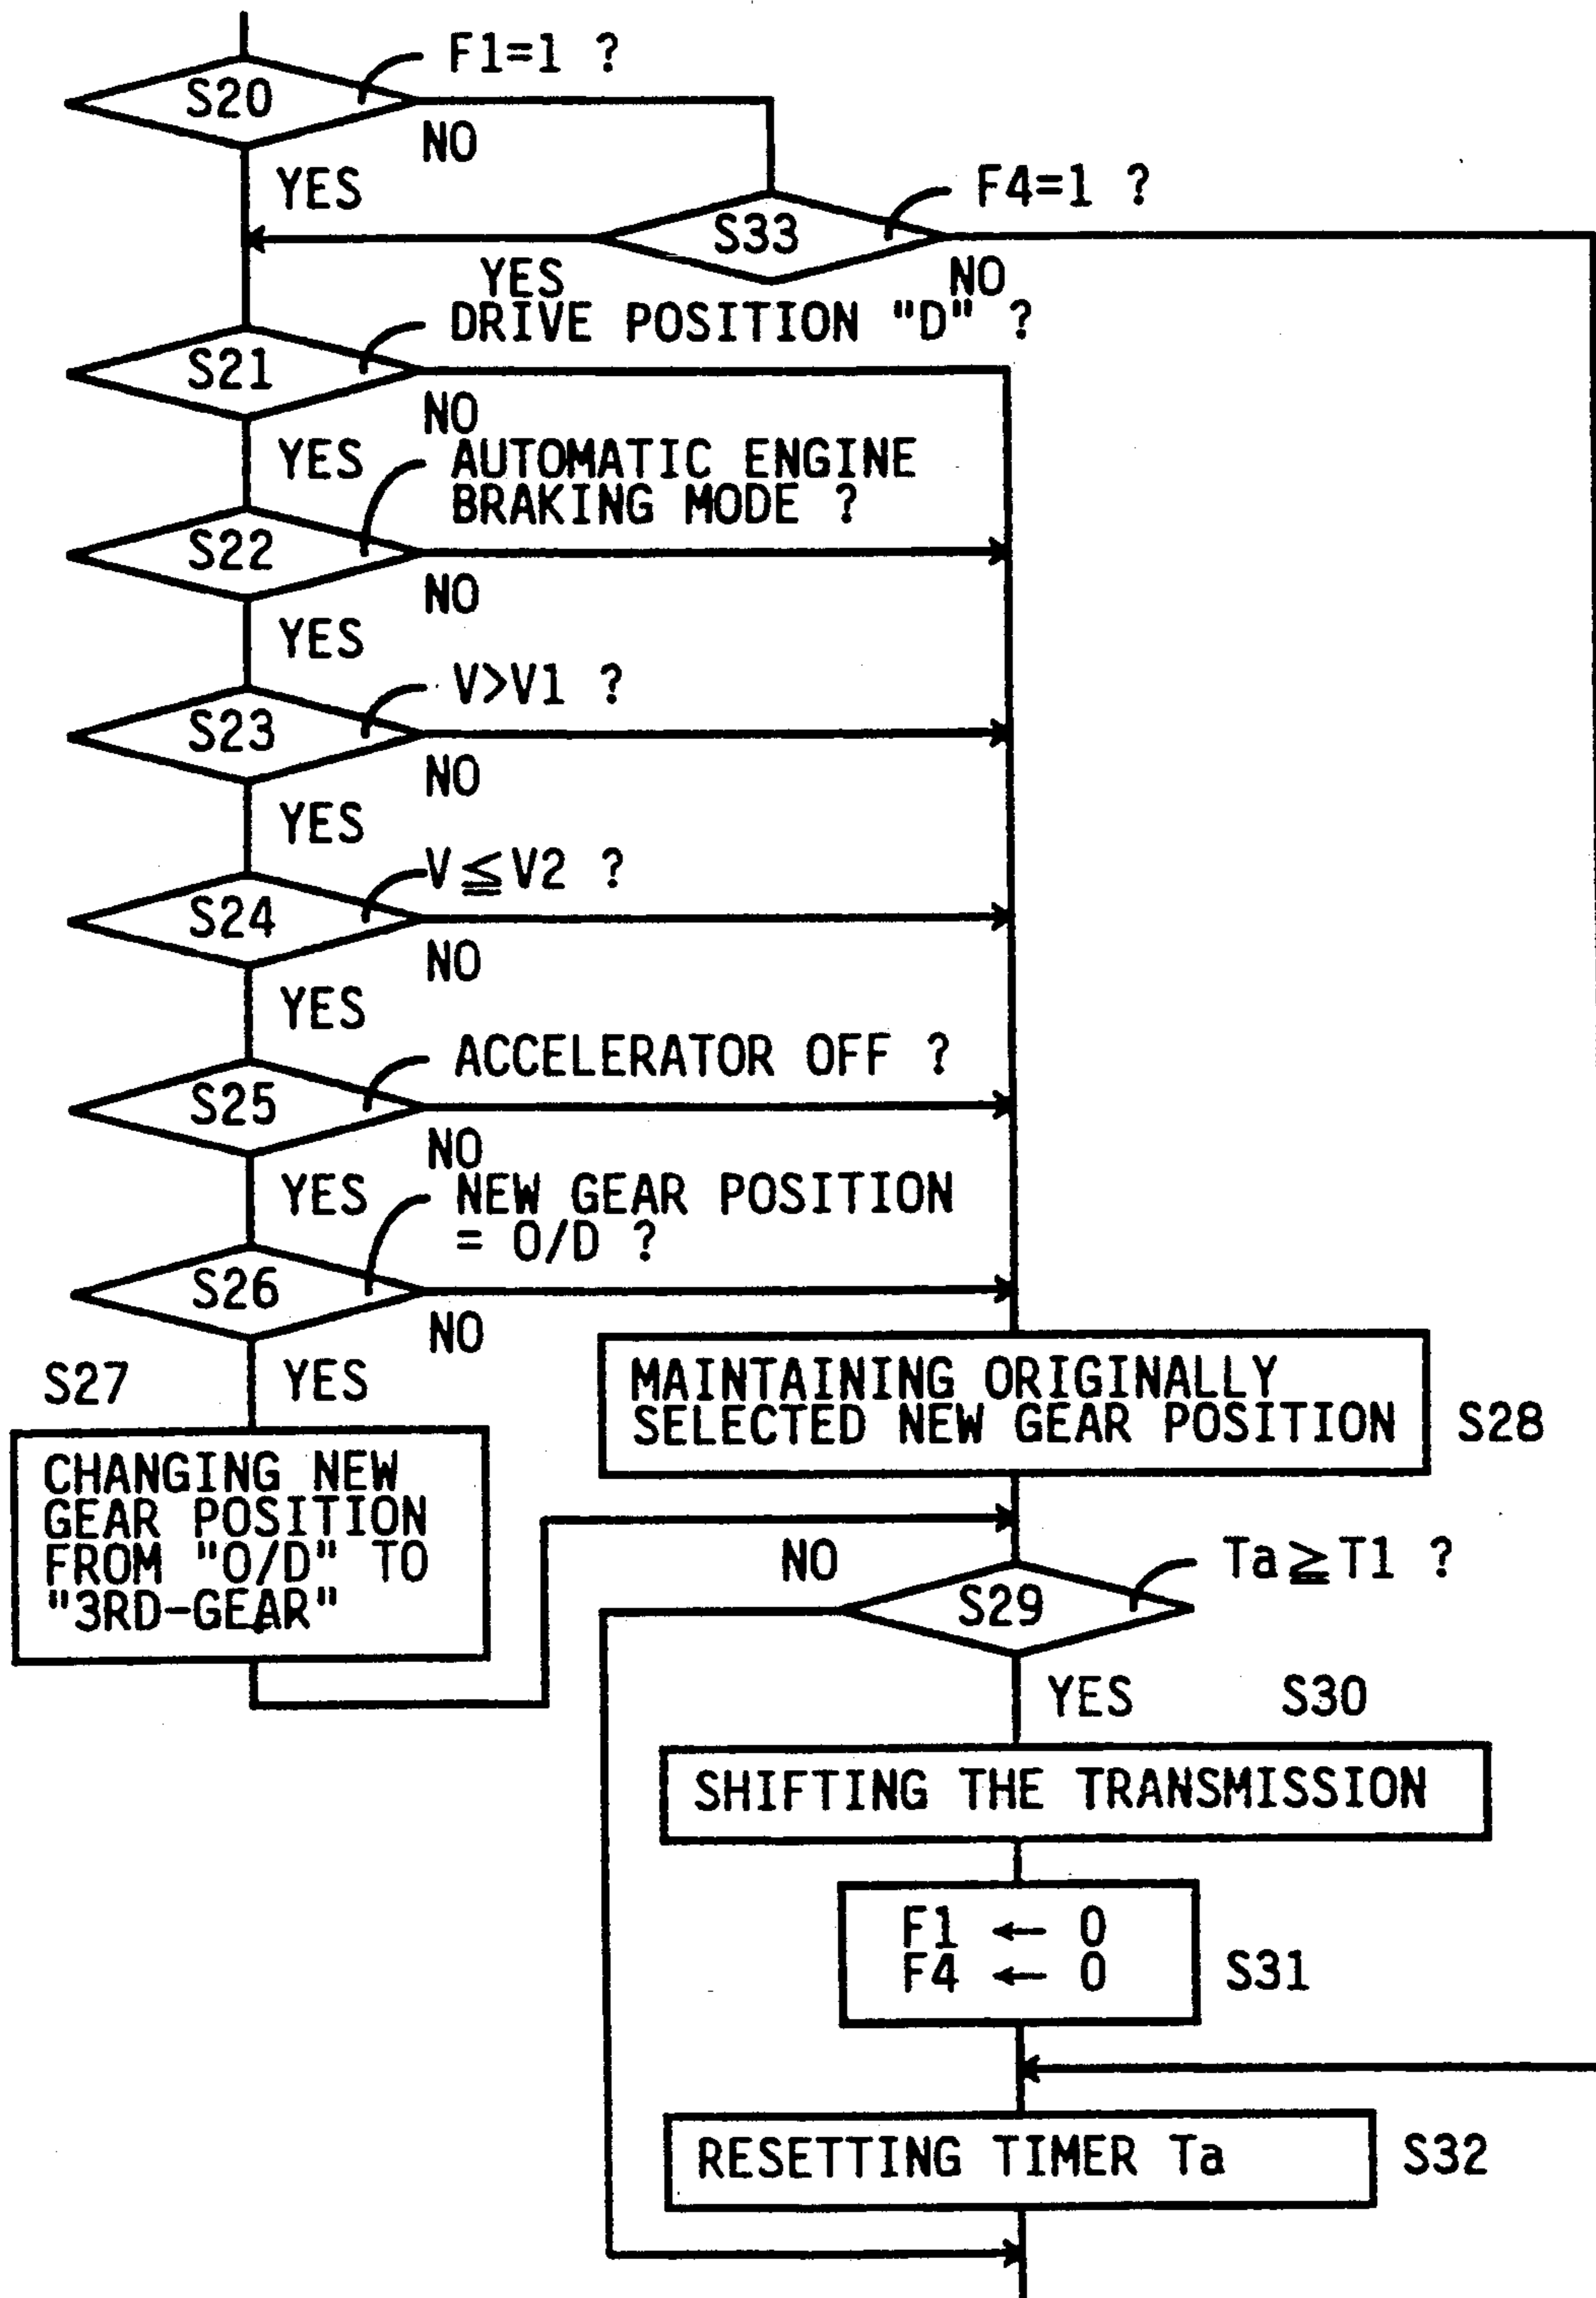 F1=1 ?
S20
NO
YES
F4=1 ?
S33
YES
NO
DRIVE POSITION "D" ?
S21
NO
YES
AUTOMATIC ENGINE
BRAKING MODE ?
S22
NO
YES
V>V1 ?
S23
NO
YES
V≦V2 ?
S24
NO
YES
ACCELERATOR OFF ?
S25
NO
YES
NEW GEAR POSITION
= O/D ?
S26
NO
S27
YES
MAINTAINING ORIGINALLY
SELECTED NEW GEAR POSITION
S28
CHANGING NEW
GEAR POSITION
FROM "O/D" TO
"3RD-GEAR"
NO
Ta≧T1 ?
S29
YES
S30
SHIFTING THE TRANSMISSION
F1 ← 0
F4 ← 0
S31
RESETTING TIMER Ta
S32